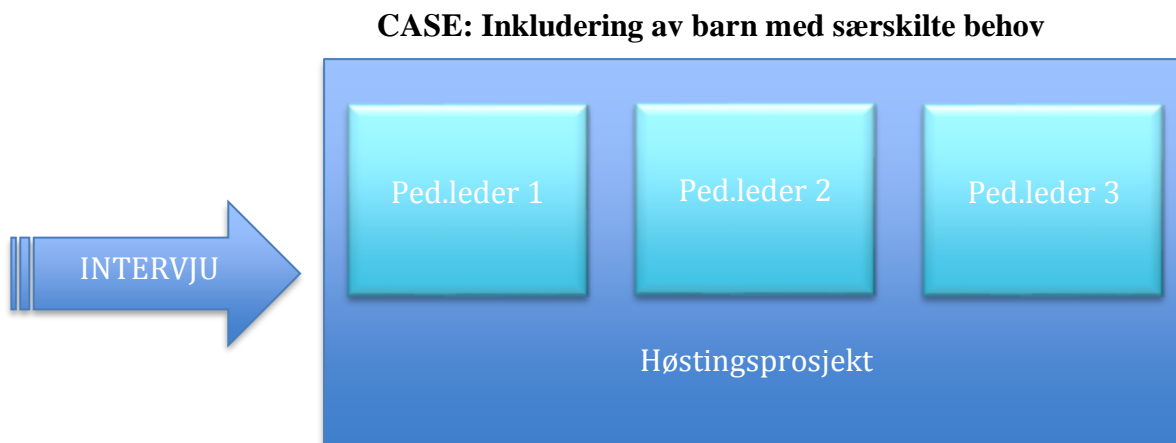 CASE: Inkludering av barn med særskilte behov
Ped.leder 1
Ped.leder 2
Ped.leder 3
INTERVJU
Høstingsprosjekt